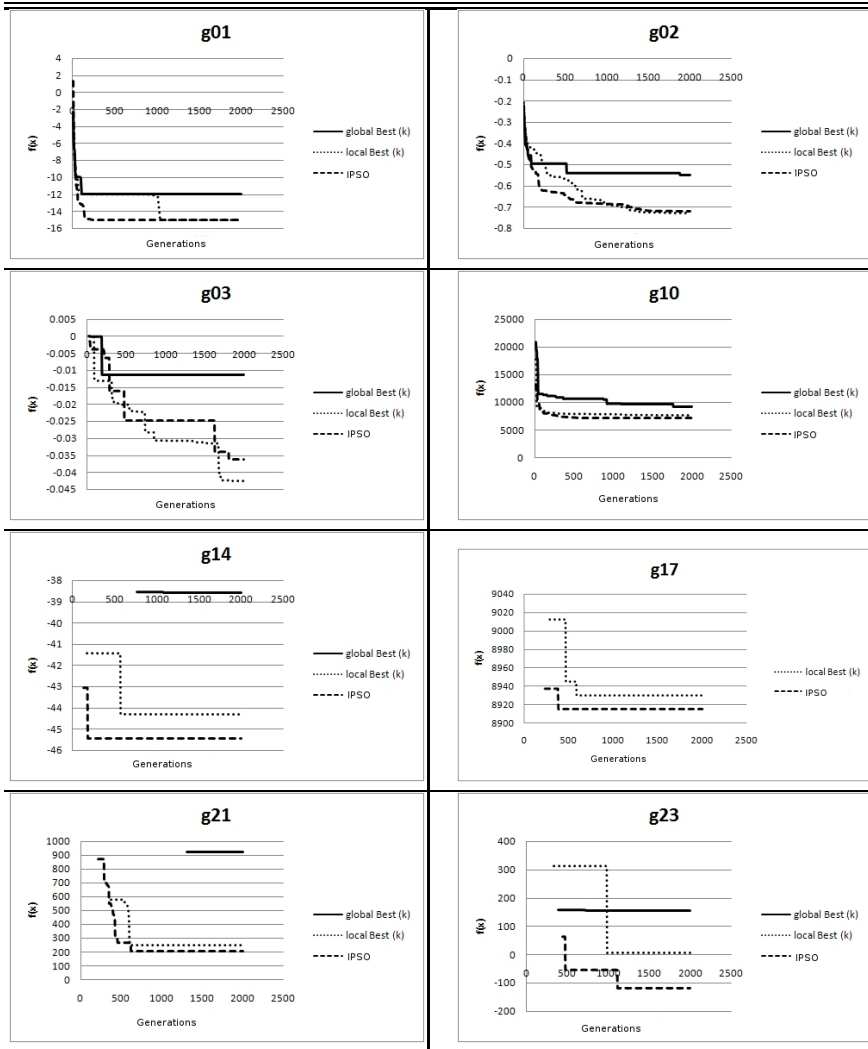 g01
4
2
0
-2
-4
-6
-8
-10
-12
-14
-16
0 500 1000 1500 2000 2500
f(x)
Generations
global Best (k)
local Best (k)
IPSO
g02
0
-0.1
-0.2
-0.3
-0.4
-0.5
-0.6
-0.7
-0.8
0 500 1000 1500 2000 2500
f(x)
Generations
global Best (k)
local Best (k)
IPSO
g03
0.005
0
-0.005
-0.01
-0.015
-0.02
-0.025
-0.03
-0.035
-0.04
-0.045
0 500 1000 1500 2000 2500
f(x)
Generations
global Best (k)
local Best (k)
IPSO
g10
25000
20000
15000
10000
5000
0
0 500 1000 1500 2000 2500
f(x)
Generations
global Best (k)
local Best (k)
IPSO
g14
-38
-39
-40
-41
-42
-43
-44
-45
-46
0 500 1000 1500 2000 2500
f(x)
Generations
global Best (k)
local Best (k)
IPSO
g17
9040
9020
9000
8980
8960
8940
8920
8900
0 500 1000 1500 2000 2500
f(x)
Generations
local Best (k)
IPSO
g21
1000
900
800
700
600
500
400
300
200
100
0
0 500 1000 1500 2000 2500
f(x)
Generations
global Best (k)
local Best (k)
IPSO
g23
400
300
200
100
0
-100
-200
0 500 1000 1500 2000 2500
f(x)
Generations
global Best (k)
local Best (k)
IPSO